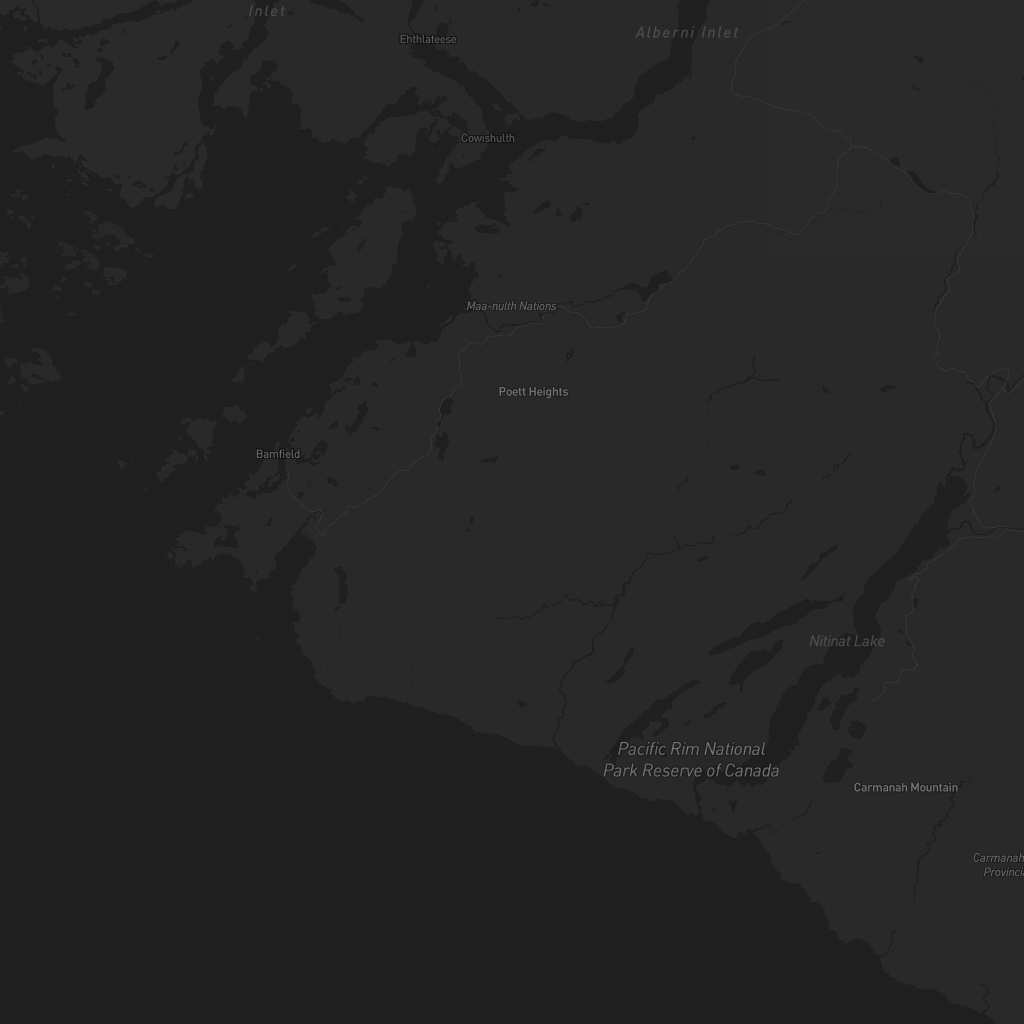 Inlet
Ehthlateese
Alberni Inlet
Cowishulth
Maa-nulth Nations
Poett Heights
Bamfield
Nitinat Lake
Pacific Rim National
Park Reserve of Canada
Carmanah Mountain
Carmanah
Provincia